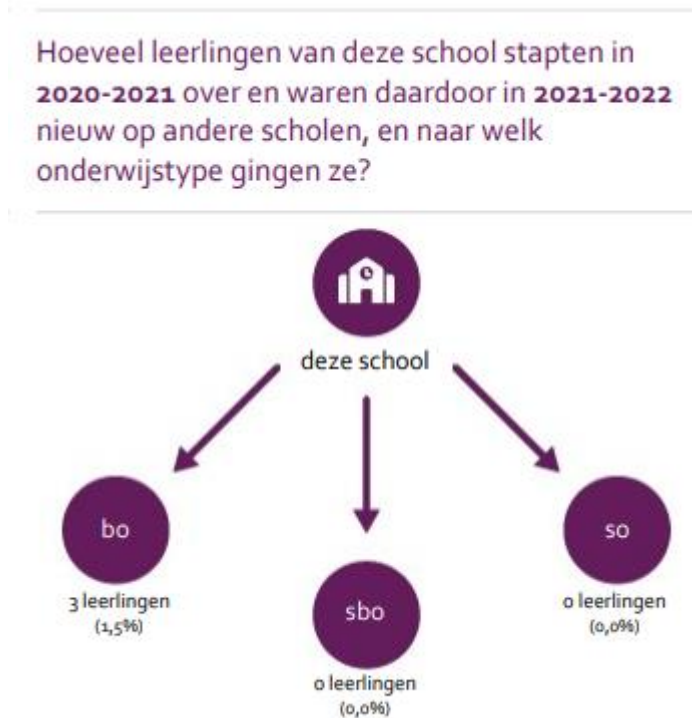 Hoeveel leerlingen van deze school stapten in
2020-2021 over en waren daardoor in 2021-2022
nieuw op andere scholen, en naar welk
onderwijstype gingen ze?
deze school
bo
3 leerlingen
(1,5%)
sbo
0 leerlingen
(0,0%)
so
0 leerlingen
(0,0%)